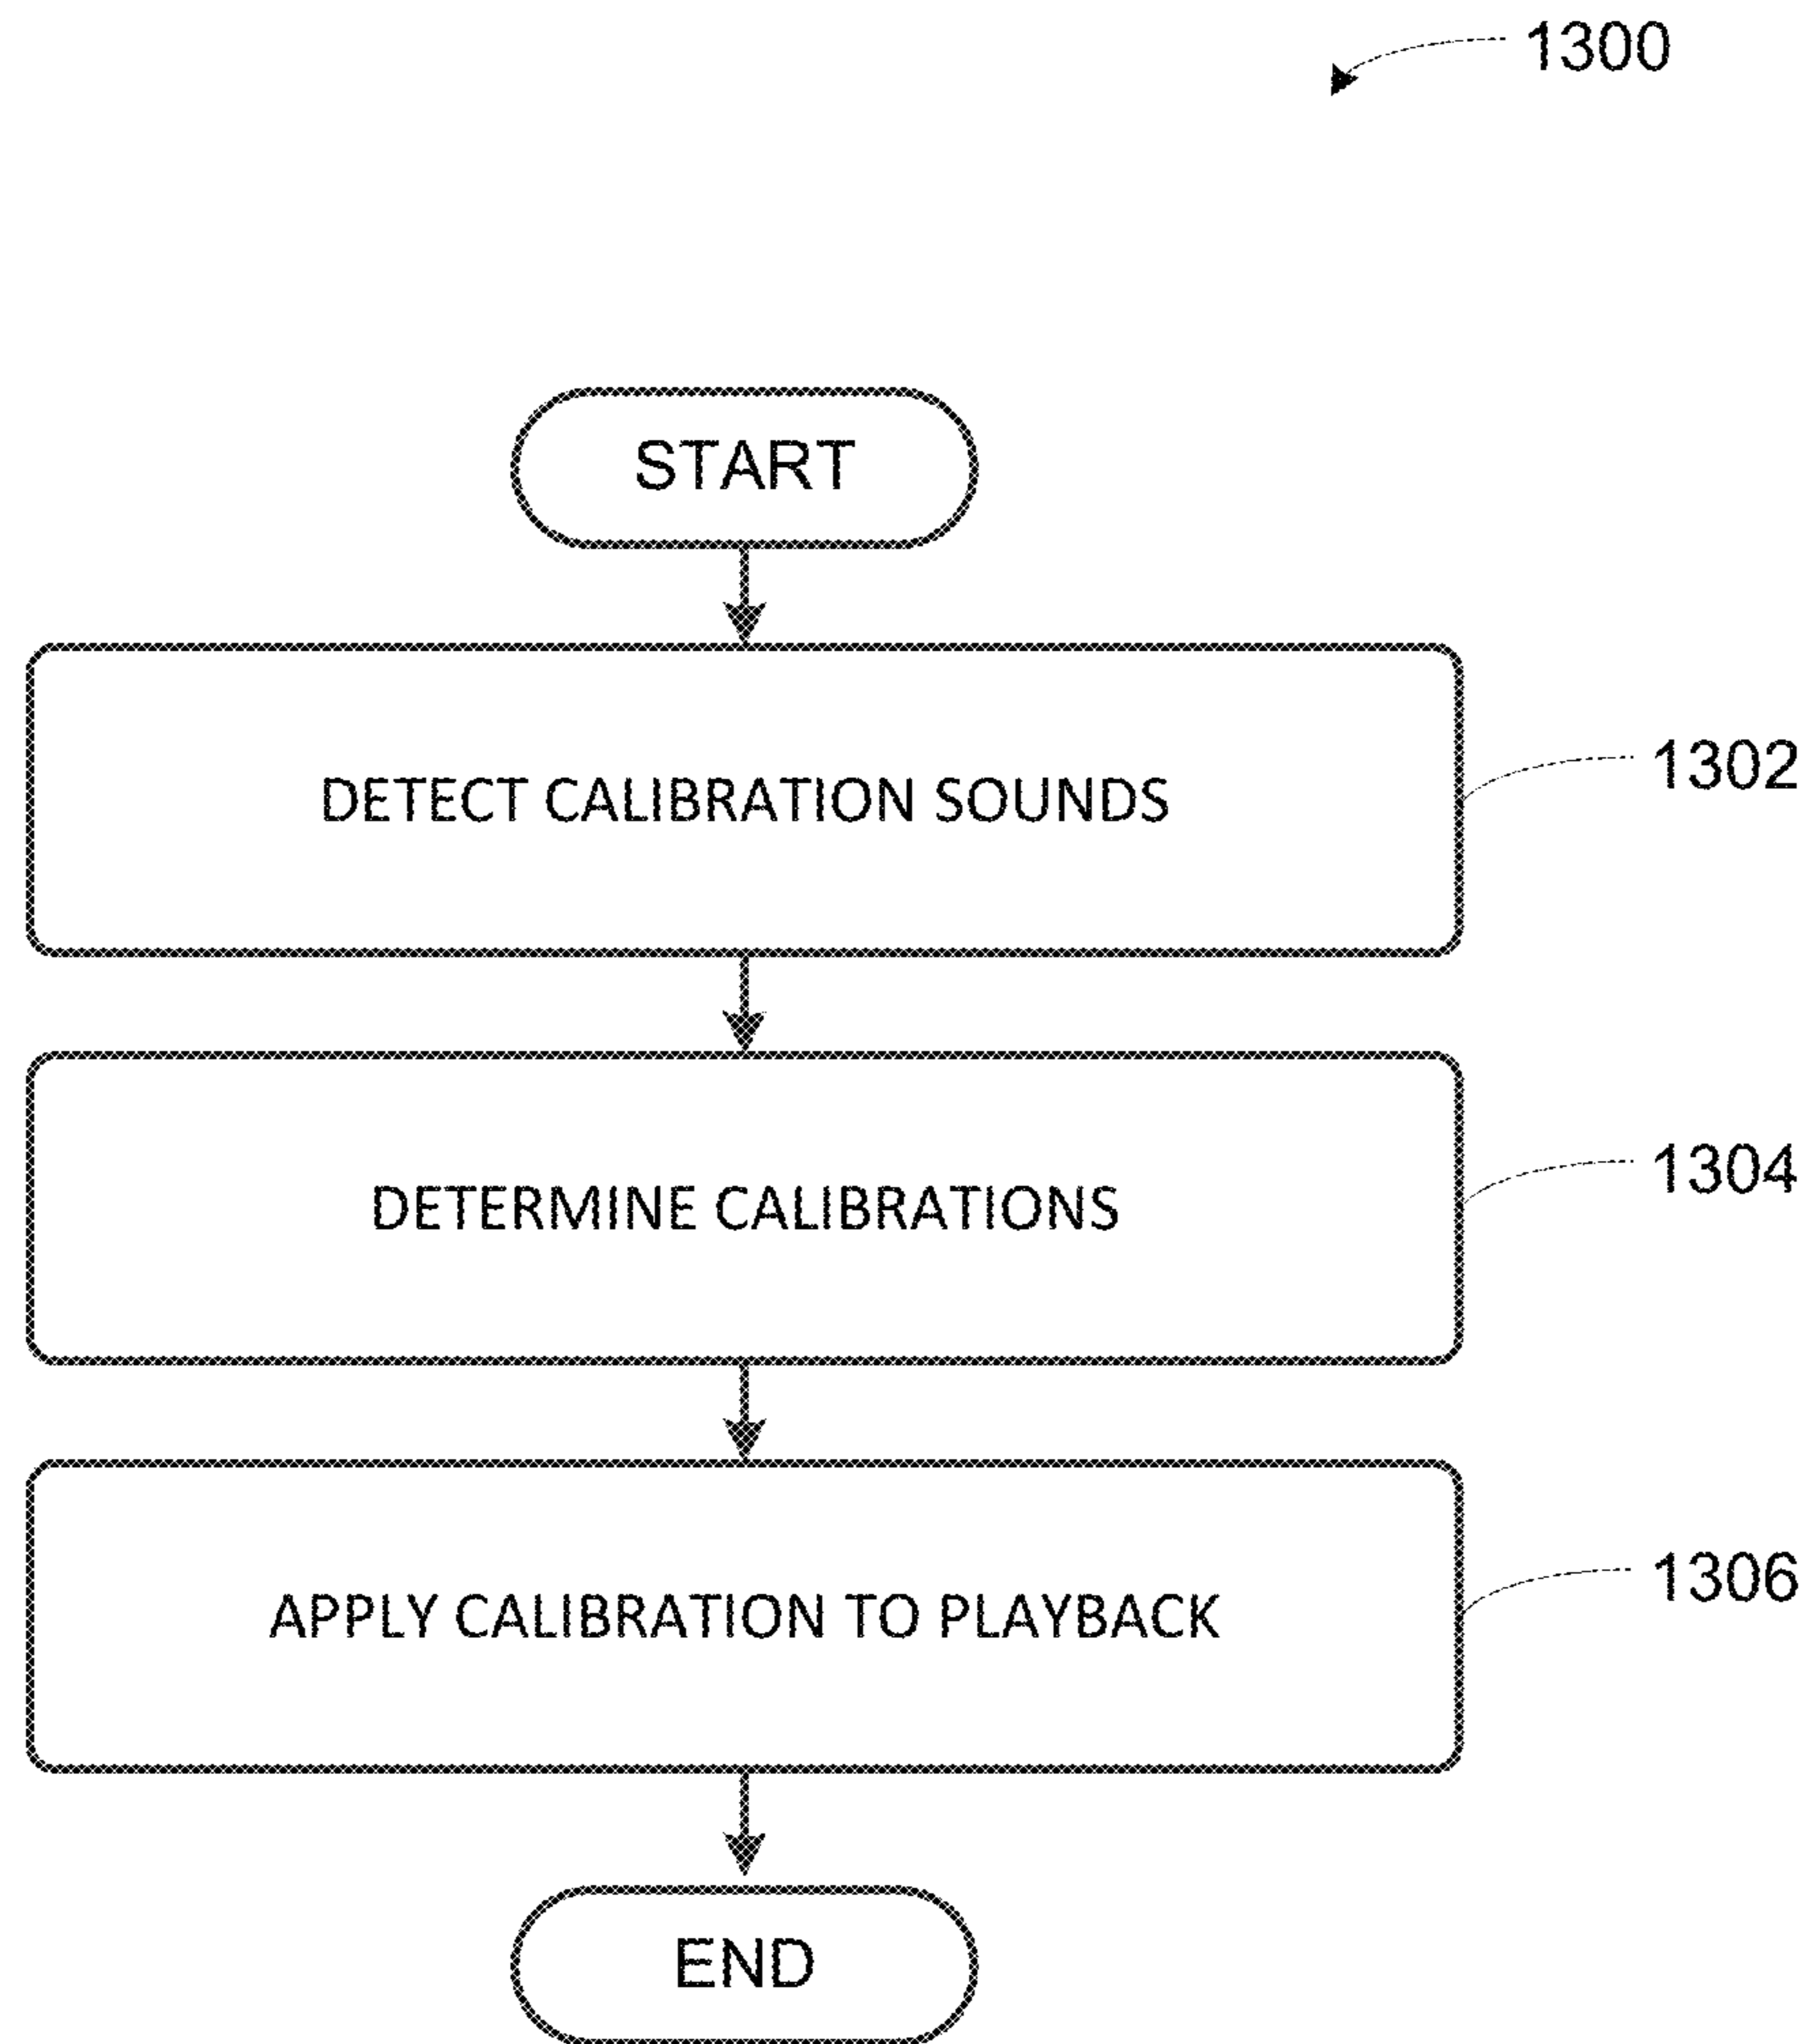 1300
START
DETECT CALIBRATION SOUNDS
1302
DETERMINE CALIBRATIONS
1304
APPLY CALIBRATION TO PLAYBACK
1306
END